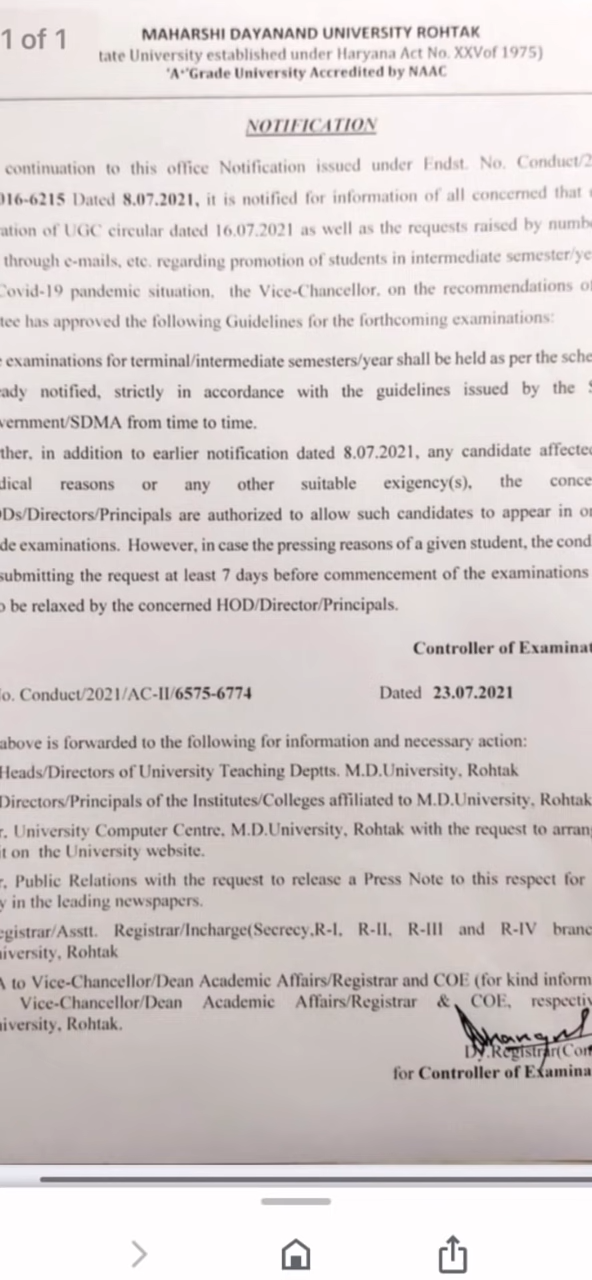 1 of 1
MAHARSHI DAYANAND UNIVERSITY ROHTAK
tate University established under Haryana Act No. XXVof 1975)
'A+'Grade University Accredited by NAAC
NOTIFICATION
continuation to this office Notification issued under Endst. No. Conduct/2
016-6215 Dated 8.07.2021, it is notified for information of all concerned that
ation of UGC circular dated 16.07.2021 as well as the requests raised by numbe
through e-mails, etc. regarding promotion of students in intermediate semester/ye
Covid-19 pandemic situation, the Vice-Chancellor, on the recommendations of
tee has approved the following Guidelines for the forthcoming examinations:
examinations for terminal/intermediate semesters/year shall be held as per the sche
ady notified, strictly in accordance with the guidelines issued by the S
vernment/SDMA from time to time.
ther, in addition to earlier notification dated 8.07.2021, any candidate affected
dical reasons or any other suitable exigency(s), the conce
ODs/Directors/Principals are authorized to allow such candidates to appear in on
de examinations. However, in case the pressing reasons of a given student, the cond
submitting the request at least 7 days before commencement of the examinations
o be relaxed by the concerned HOD/Director/Principals.
Controller of Examinat
o. Conduct/2021/AC-II/6575-6774 Dated 23.07.2021
above is forwarded to the following for information and necessary action:
Heads/Directors of University Teaching Deptts. M.D.University, Rohtak
Directors/Principals of the Institutes/Colleges affiliated to M.D.University, Rohtak
r, University Computer Centre, M.D.University, Rohtak with the request to arran
it on the University website.
r, Public Relations with the request to release a Press Note to this respect for
y in the leading newspapers.
egistrar/Asstt. Registrar/Incharge(Secrecy,R-I, R-II, R-III and R-IV branc
iversity, Rohtak
A to Vice-Chancellor/Dean Academic Affairs/Registrar and COE (for kind inform
Vice-Chancellor/Dean Academic Affairs/Registrar & COE, respectiv
iversity, Rohtak.
Dy.Registrar(Con
for Controller of Examina